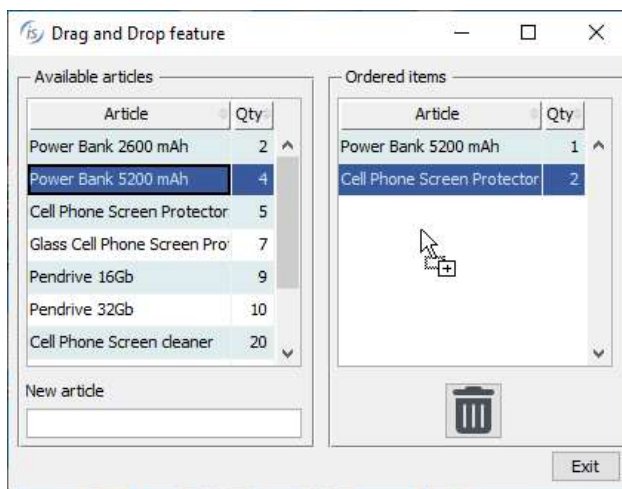 is Drag and Drop feature
Available articles
Article Qty
Power Bank 2600 mAh 2
Power Bank 5200 mAh 4
Cell Phone Screen Protector 5
Glass Cell Phone Screen Pro 7
Pendrive 16Gb 9
Pendrive 32Gb 10
Cell Phone Screen cleaner 20
New article
Ordered items
Article Qty
Power Bank 5200 mAh 1
Cell Phone Screen Protector 2
Exit